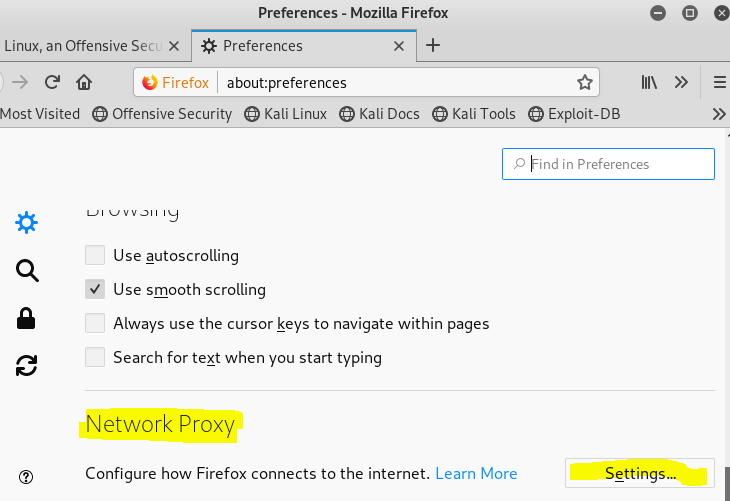 Preferences - Mozilla Firefox
Linux, an Offensive Secu
Preferences
Firefox
about:preferences
Most Visited Offensive Security Kali Linux Kali Docs Kali Tools Exploit-DB
Find in Preferences
Browsing
Use autoscrolling
Use smooth scrolling
Always use the cursor keys to navigate within pages
Search for text when you start typing
Network Proxy
Configure how Firefox connects to the internet. Learn More
Settings...